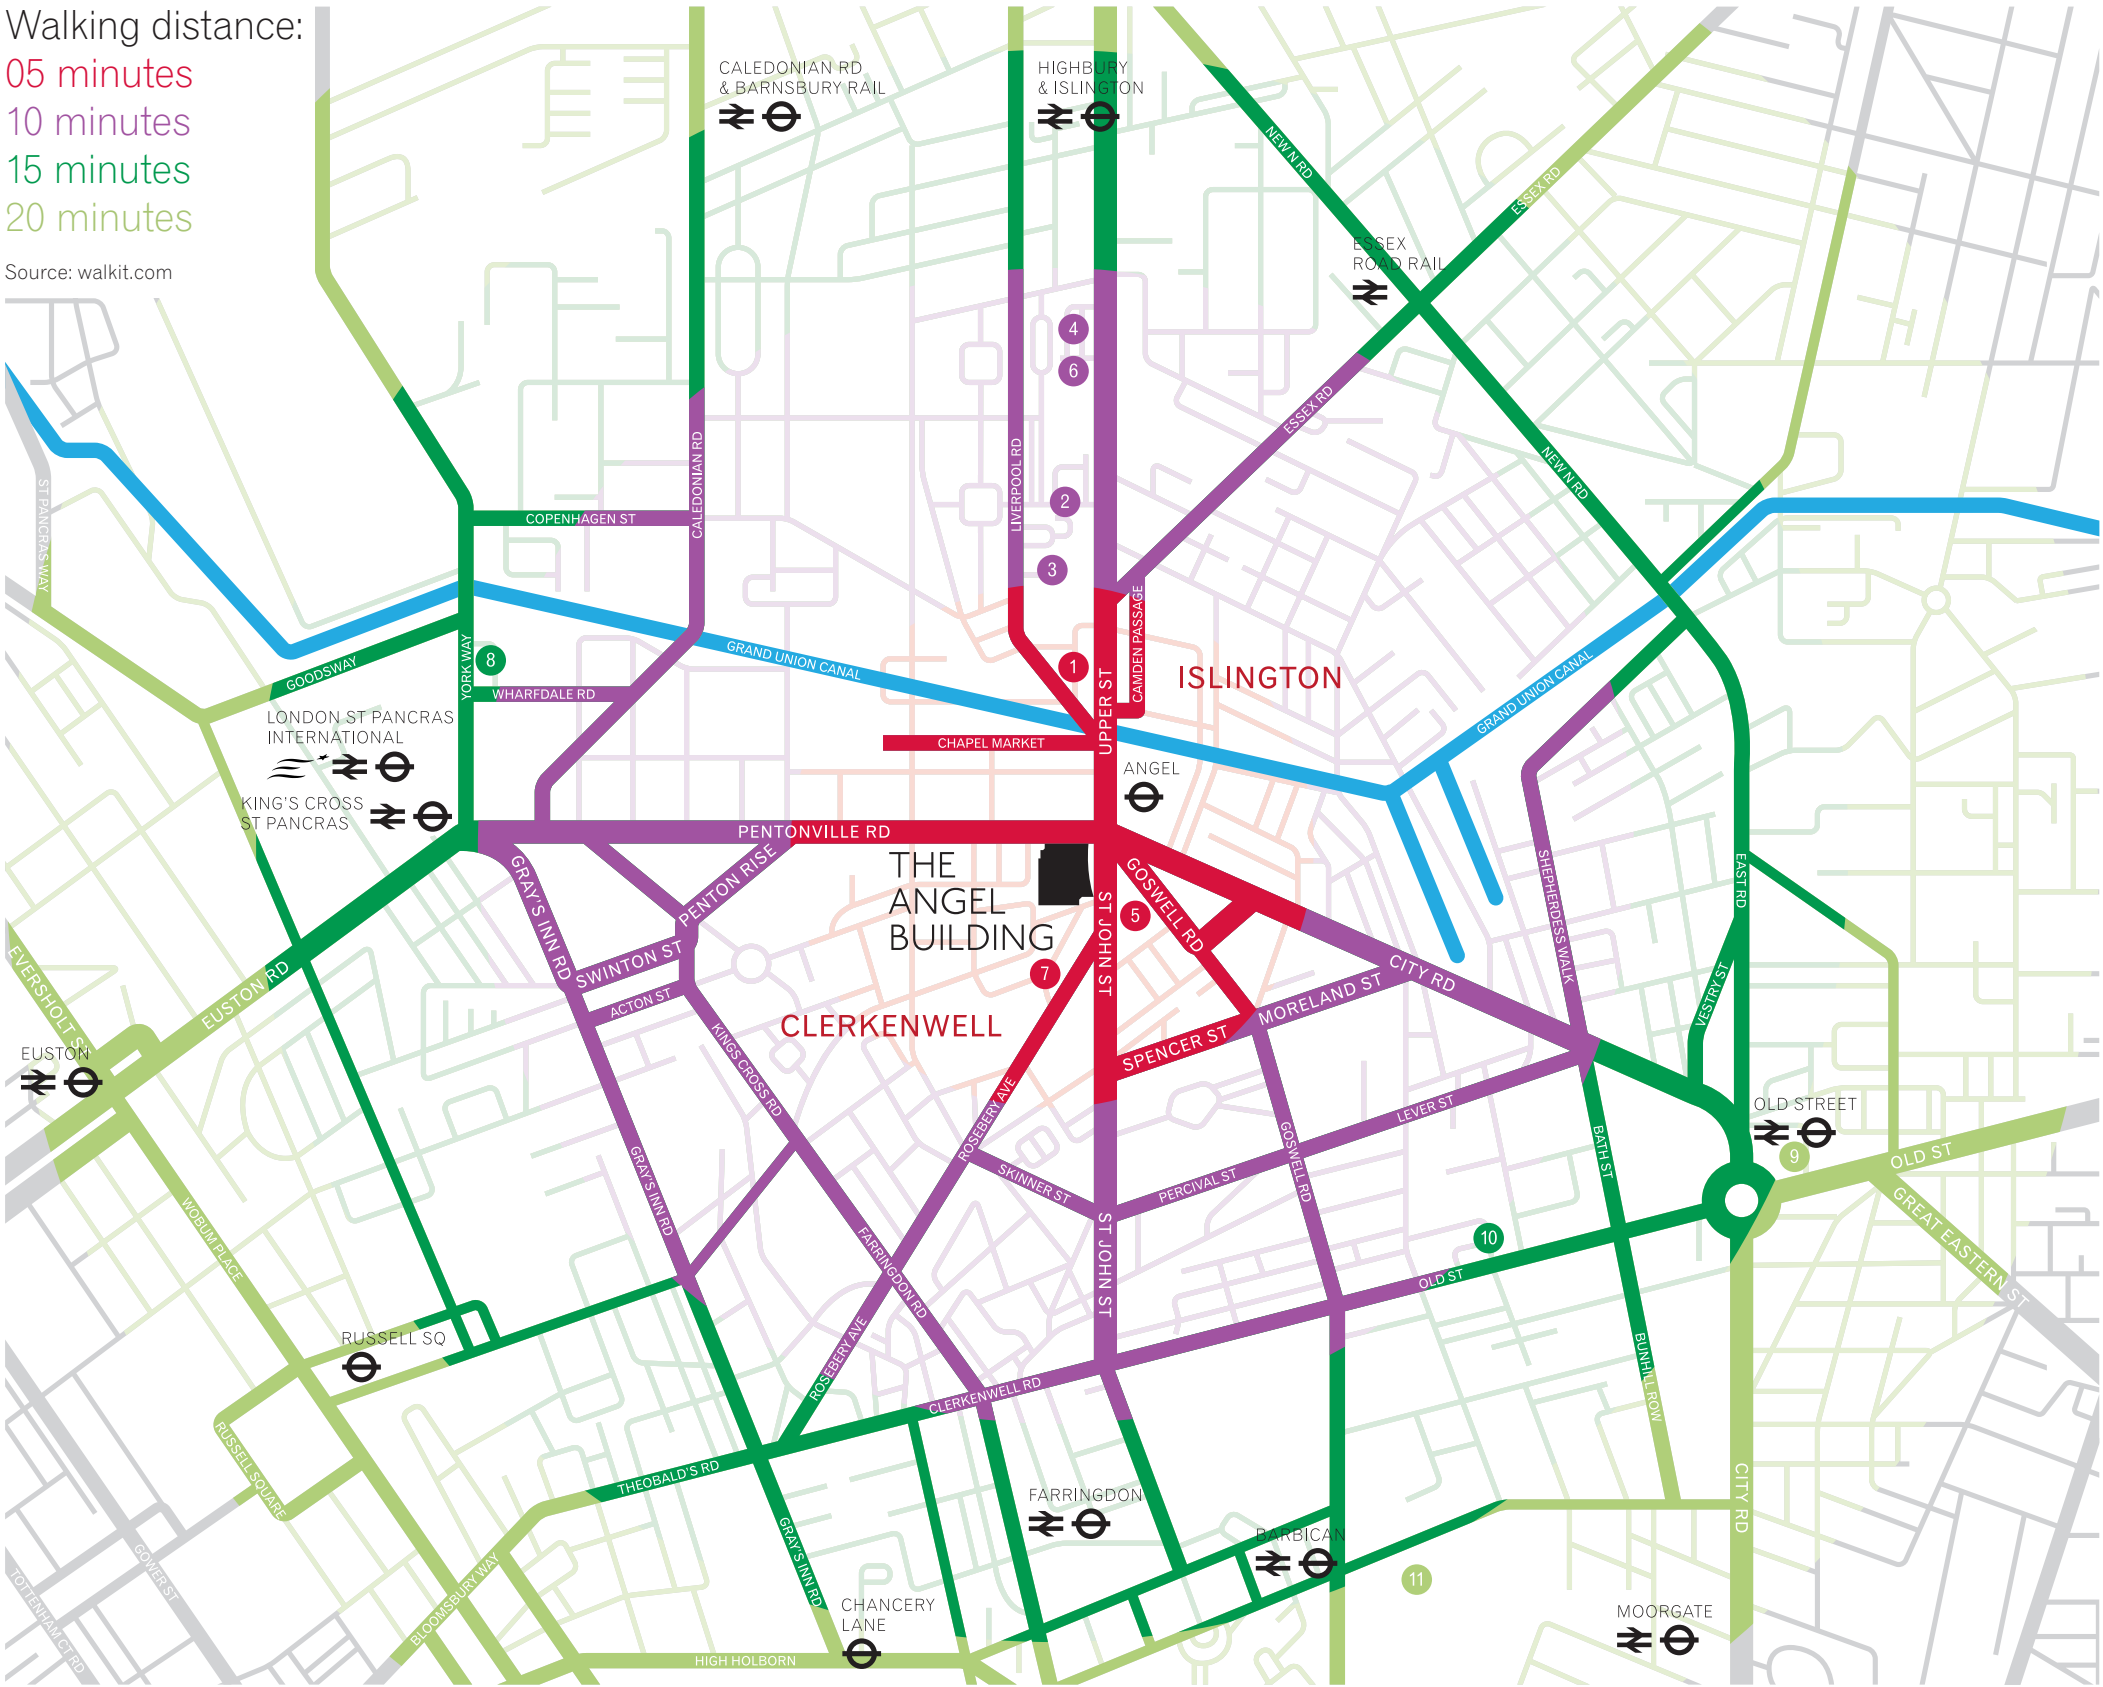 Walking distance:
05 minutes
10 minutes
15 minutes
20 minutes
Source: walkit.com
CALEDONIAN RD
& BARNSBURY RAIL
HIGHBURY
& ISLINGTON
NEW N RD
ESSEX RD
ESSEX
ROAD RAIL
4
6
ESSEX RD
CALEDONIAN RD
LIVERPOOL RD
2
NEW N RD
ST PANCRAS WAY
COPENHAGEN ST
3
CAMDEN PASSAGE
GRAND UNION CANAL
GOODSWAY
YORK WAY
8
WHARFDALE RD
1
UPPER ST
ISLINGTON
GRAND UNION CANAL
LONDON ST PANCRAS
INTERNATIONAL
CHAPEL MARKET
ANGEL
KING'S CROSS
ST PANCRAS
PENTONVILLE RD
THE
ANGEL
BUILDING
GRAY'S INN RD
PENTON RISE
GOSWELL RD
5
ST JOHN ST
SHEPHERDESS WALK
EAST RD
EVERSHOLT ST
EUSTON RD
SWINTON ST
ACTON ST
7
CITY RD
MORELAND ST
VESTRY ST
CLERKENWELL
SPENCER ST
KINGS CROSS RD
EUSTON
ROSEBERY AVE
LEVER ST
OLD STREET
9
OLD ST
GRAY'S INN RD
SKINNER ST
PERCIVAL ST
GOSWELL RD
BATH ST
WOBUM PLACE
FARRINGDON RD
ST JOHN ST
10
OLD ST
GREAT EASTERN ST
RUSSELL SQ
ROSEBERY AVE
CLERKENWELL RD
BUNHILL ROW
RUSSELL SQUARE
THEOBALD'S RD
CITY RD
FARRINGDON
BARBICAN
GRAY'S INN RD
GOWER ST
TOTTENHAM CT RD
BLOOMSBURY WAY
11
CHANCERY
LANE
MOORGATE
HIGH HOLBORN